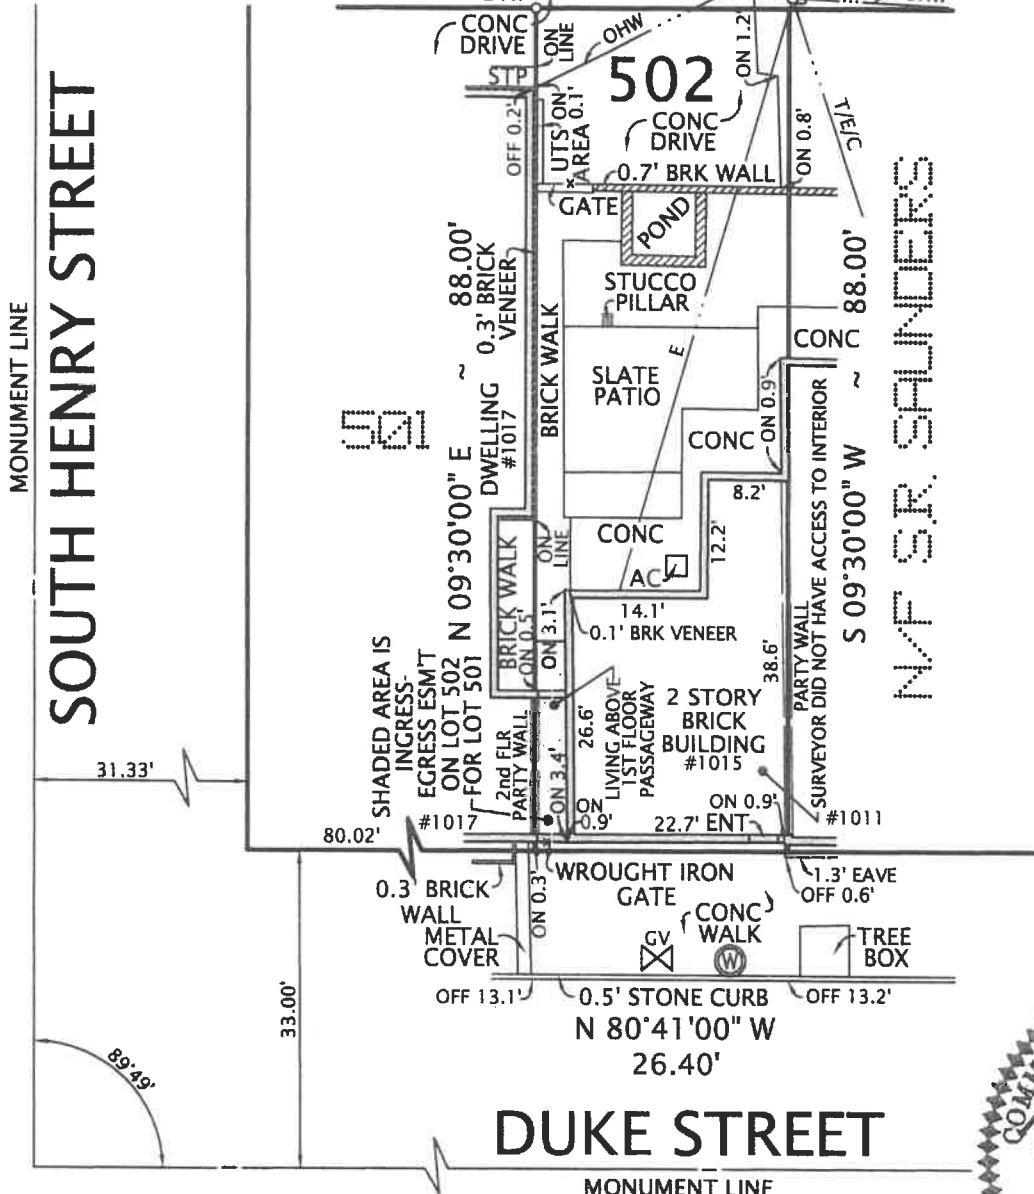 CONC
DRIVE
ON
LINE
OHW
STP
OFF 0.2'
UTS
AREA
ON
0.1'
502
ON 1.2'
CONC
DRIVE
0.7' BRK WALL
ON 0.8'
T/E/C
GATE
POND
STUCCO
PILLAR
SOUTH HENRY STREET
MONUMENT LINE
N 09°30'00" E ~ 88.00'
0.3' BRICK
VENEER
DWELLING
#1017
501
BRICK WALK
SLATE
PATIO
E
CONC
ON 0.9'
CONC
8.2'
12.2'
CONC
AC
ON
LINE
BRICK WALK
ON 0.5'
ON 3.1'
14.1'
0.1' BRK VENEER
S 09°30'00" W ~ 88.00'
N/F S.R. SAUNDERS
PARTY WALL
SURVEYOR DID NOT HAVE ACCESS TO INTERIOR
38.6'
SHADED AREA IS
INGRESS-
EGRESS ESM'T
ON LOT 502
FOR LOT 501
2nd FLR
PARTY WALL
ON 3.4'
26.6'
LIVING ABOVE
1ST FLOOR
PASSAGEWAY
2 STORY
BRICK
BUILDING
#1015
ON 0.9'
#1011
ON
0.9'
22.7' ENT
31.33'
80.02'
#1017
1.3' EAVE
OFF 0.6'
WROUGHT IRON
GATE
0.3' BRICK
WALL
ON 0.3'
METAL
COVER
GV
CONC
WALK
W
TREE
BOX
OFF 13.1'
0.5' STONE CURB
OFF 13.2'
33.00'
N 80°41'00" W
26.40'
89°49'
DUKE STREET
MONUMENT LINE